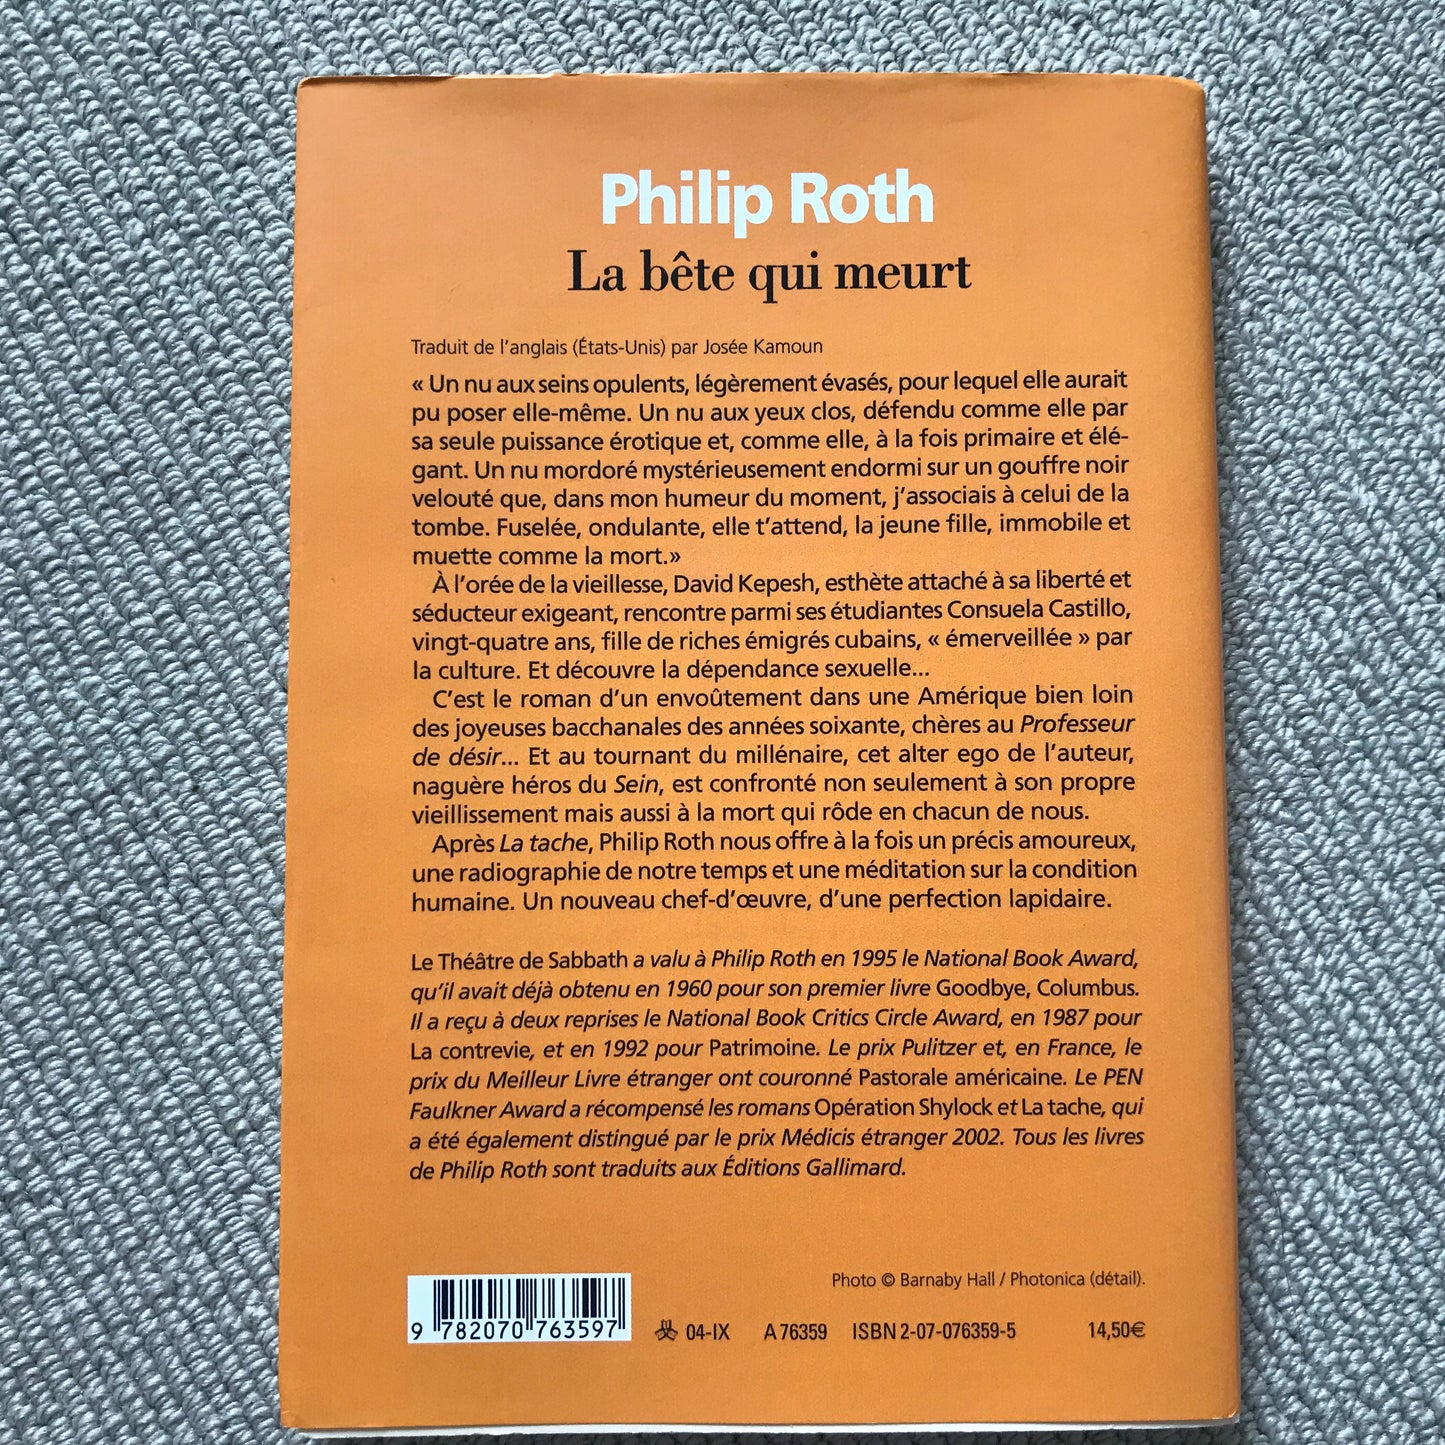 Philip Roth
La bête qui meurt
Traduit de l'anglais (États-Unis) par Josée Kamoun
« Un nu aux seins opulents, légèrement évasés, pour lequel elle aurait
pu poser elle-même. Un nu aux yeux clos, défendu comme elle par
sa seule puissance érotique et, comme elle, à la fois primaire et élé-
gant. Un nu mordoré mystérieusement endormi sur un gouffre noir
velouté que, dans mon humeur du moment, j'associais à celui de la
tombe. Fuselée, ondulante, elle t'attend, la jeune fille, immobile et
muette comme la mort.»
À l'orée de la vieillesse, David Kepesh, esthète attaché à sa liberté et
séducteur exigeant, rencontre parmi ses étudiantes Consuela Castillo,
vingt-quatre ans, fille de riches émigrés cubains, « émerveillée » par
la culture. Et découvre la dépendance sexuelle...
C'est le roman d'un envoûtement dans une Amérique bien loin
des joyeuses bacchanales des années soixante, chères au Professeur
de désir... Et au tournant du millénaire, cet alter ego de l'auteur,
naguère héros du Sein, est confronté non seulement à son propre
vieillissement mais aussi à la mort qui rôde en chacun de nous.
Après La tache, Philip Roth nous offre à la fois un précis amoureux,
une radiographie de notre temps et une méditation sur la condition
humaine. Un nouveau chef-d'œuvre, d'une perfection lapidaire.
Le Théâtre de Sabbath a valu à Philip Roth en 1995 le National Book Award,
qu'il avait déjà obtenu en 1960 pour son premier livre Goodbye, Columbus.
Il a reçu à deux reprises le National Book Critics Circle Award, en 1987 pour
La contrevie, et en 1992 pour Patrimoine. Le prix Pulitzer et, en France, le
prix du Meilleur Livre étranger ont couronné Pastorale américaine. Le PEN
Faulkner Award a récompensé les romans Opération Shylock et La tache, qui
a été également distingué par le prix Médicis étranger 2002. Tous les livres
de Philip Roth sont traduits aux Éditions Gallimard.
Photo © Barnaby Hall / Photonica (détail).
9 782070 763597 04-IX A 76359 ISBN 2-07-076359-5 14,50€